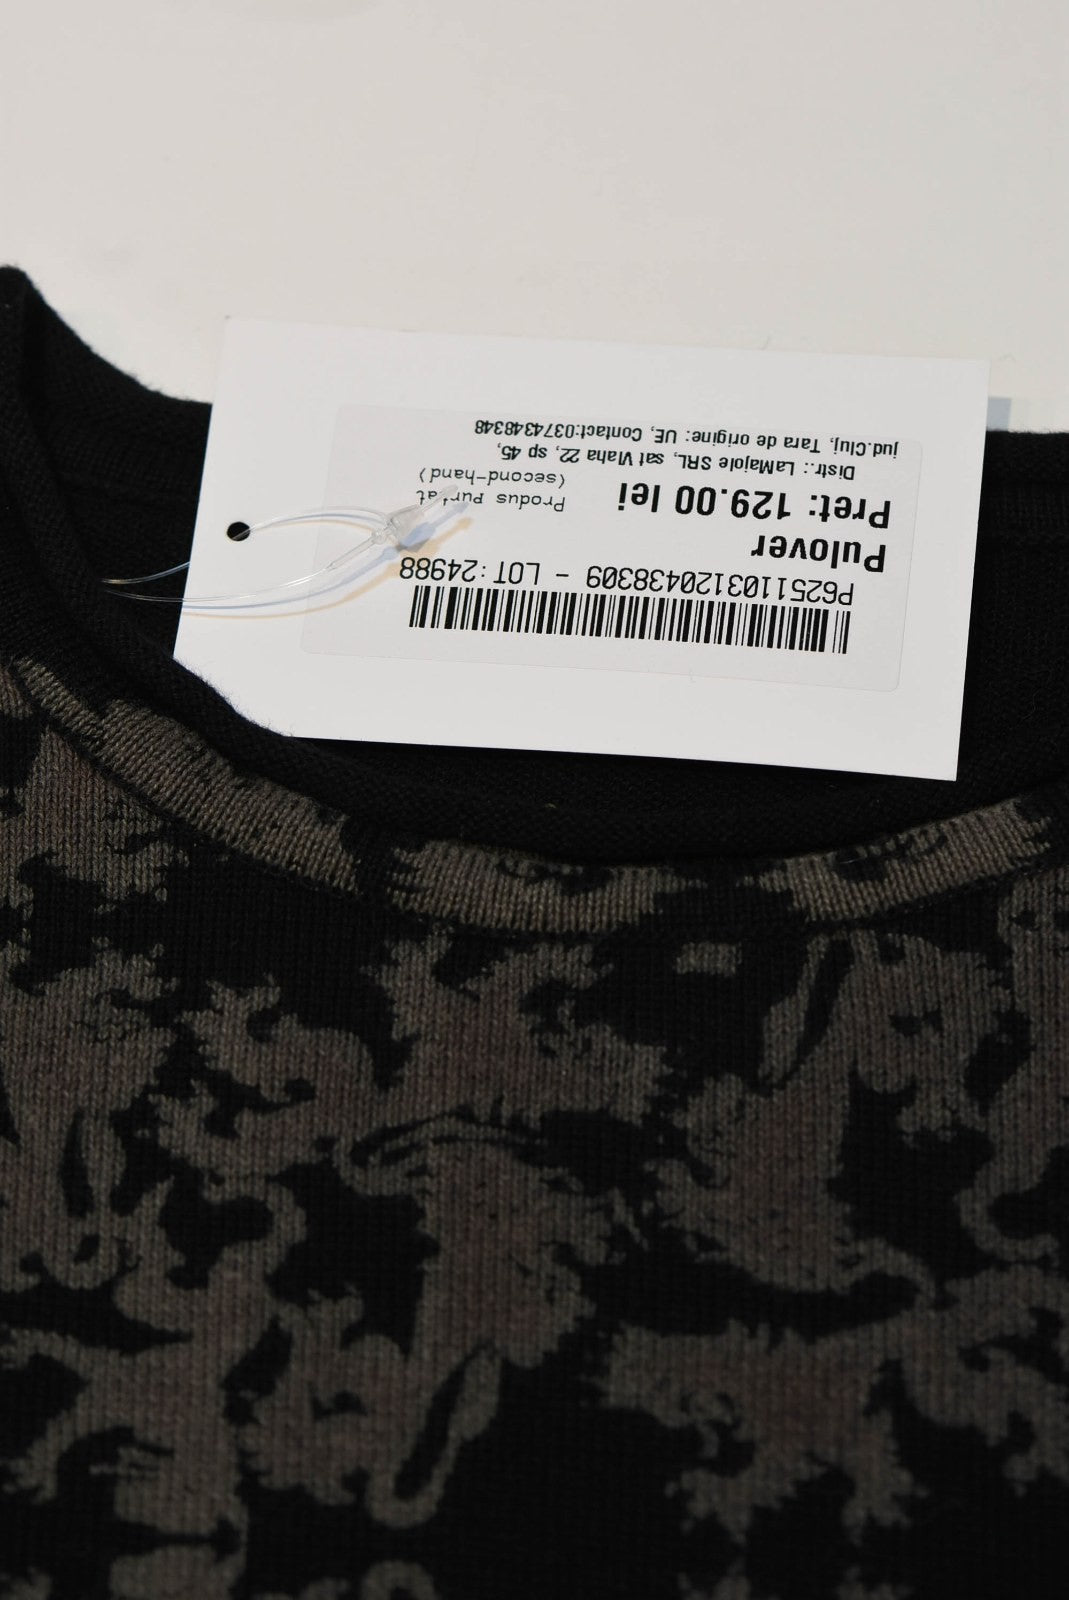 P6251103120438309 - LOT:24988
Pulover
Pret: 129.00 lei
Produs Purtat
(second-hand)
Distr.: LaMajole SRL, sat Vlaha 22, sp 45,
jud.Cluj, Tara de origine: UE, Contact:0374348348